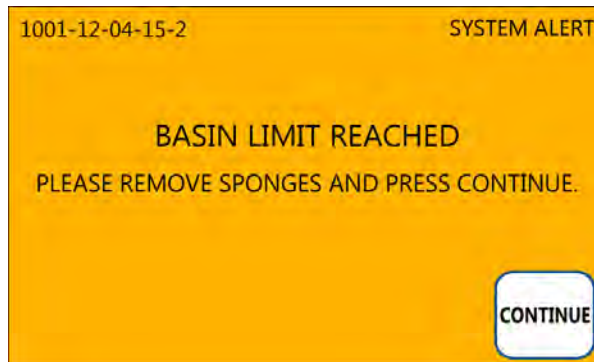 1001-12-04-15-2
SYSTEM ALERT
BASIN LIMIT REACHED
PLEASE REMOVE SPONGES AND PRESS CONTINUE.
CONTINUE